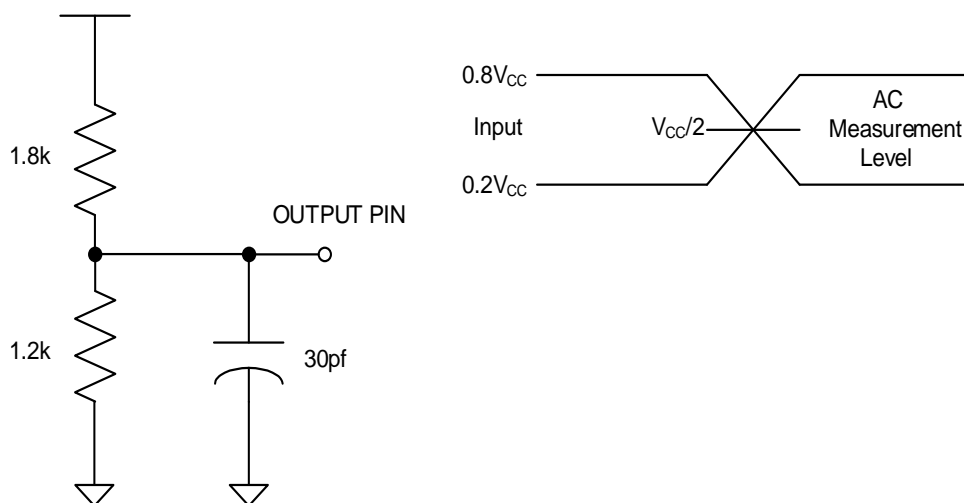 1.8k
OUTPUT PIN
1.2k
30pf
0.8VCC
Input
VCC/2
0.2VCC
AC
Measurement
Level